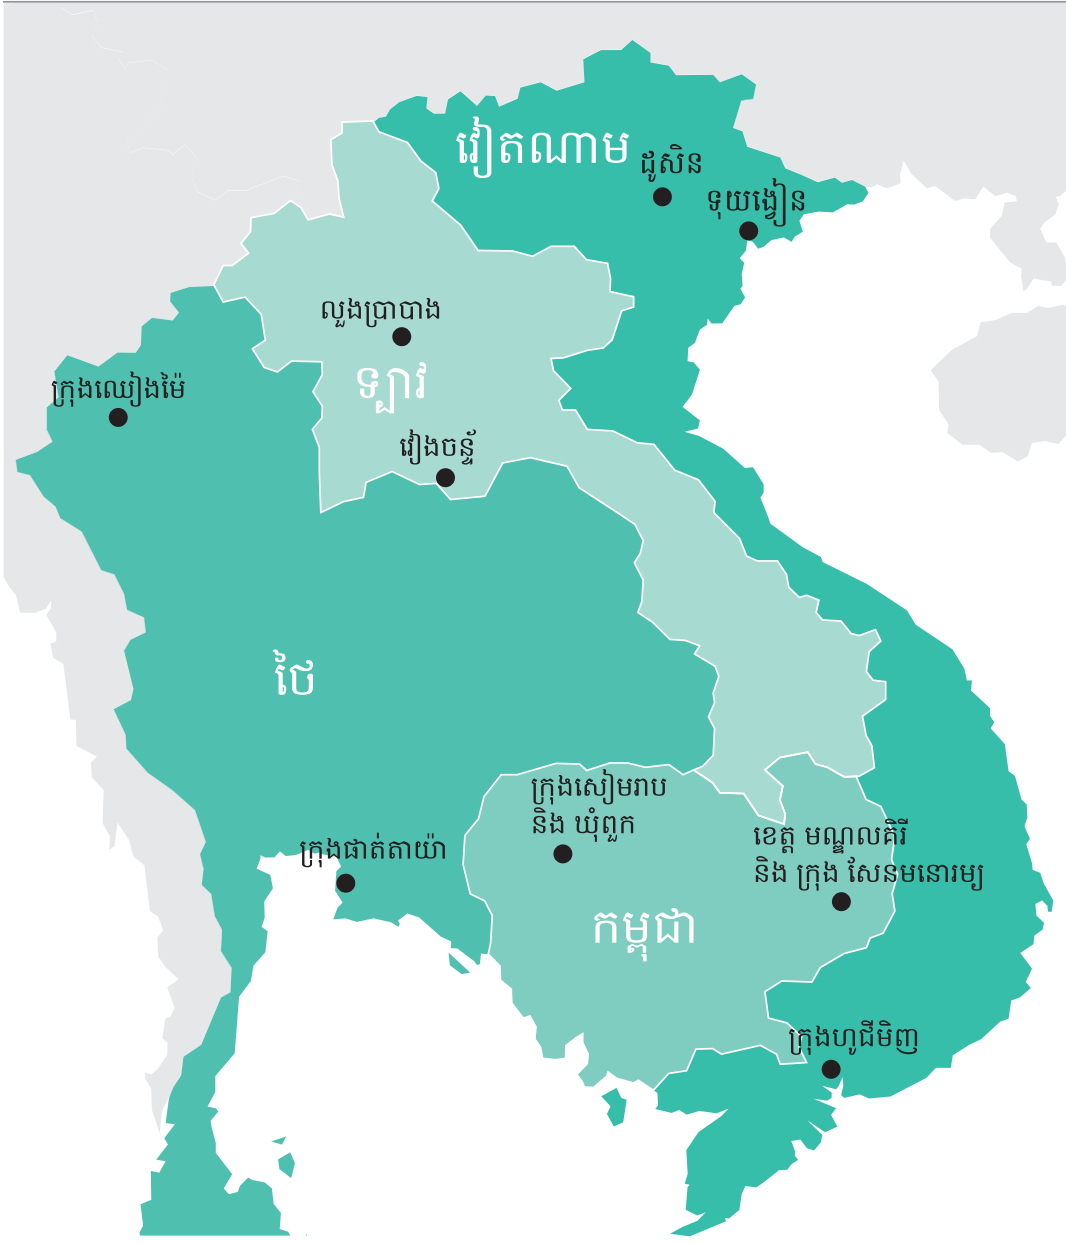 វៀតណាម
ដូសិន
ទុយង្វៀន
លួងប្រាបាង
ឡាវ
ក្រុងឈៀងម៉ៃ
វៀងចន្ទ័
ថៃ
ក្រុងសៀមរាប
និង ឃុំពួក
ខេត្ត មណ្ឌលគិរី
និង ក្រុង សែនមនោរម្យ
ក្រុងផាត់តាយ៉ា
កម្ពុជា
ក្រុងហូជីមិញ